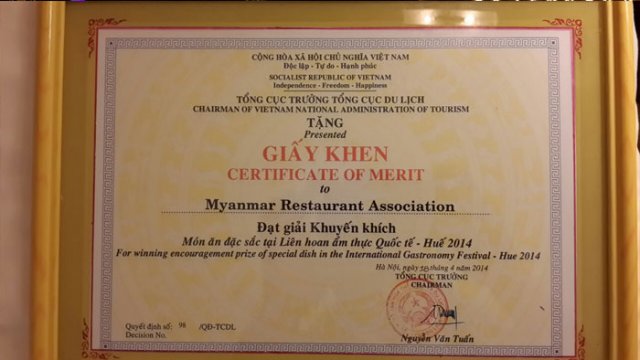 CỘNG HÒA XÃ HỘI CHỦ NGHĨA VIỆT NAM
Độc lập - Tự do - Hạnh phúc
SOCIALIST REPUBLIC OF VIETNAM
Independence - Freedom - Happiness
TỔNG CỤC TRƯỞNG TỔNG CỤC DU LỊCH
CHAIRMAN OF VIETNAM NATIONAL ADMINISTRATION OF TOURISM
TẶNG
Presented
GIẤY KHEN
CERTIFICATE OF MERIT
to
Myanmar Restaurant Association
Đạt giải Khuyến khích
Món ăn đặc sắc tại Liên hoan ẩm thực Quốc tế - Huế 2014
For winning encouragement prize of special dish in the International Gastronomy Festival - Hue 2014
Hà Nội, ngày tháng 4 năm 2014
TỔNG CỤC TRƯỞNG
CHAIRMAN
Quyết định số: 98 /QĐ-TCDL
Decision No.
Nguyễn Văn Tuấn